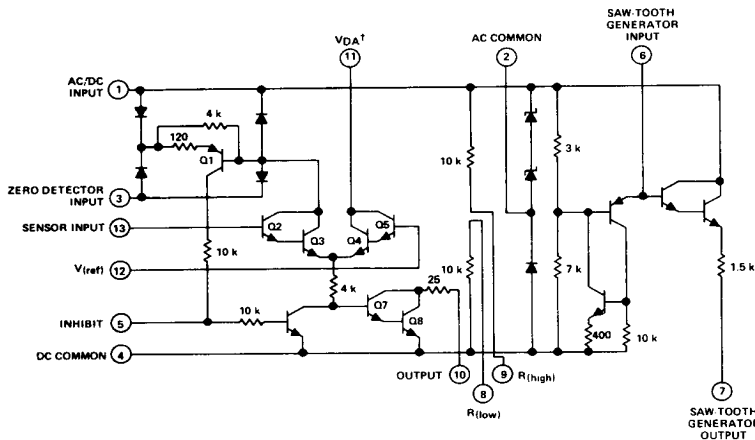 SAW-TOOTH
GENERATOR
INPUT
6
VDA†
11
AC COMMON
2
AC/DC
INPUT
1
4 k
120
Q1
10 k
3 k
ZERO DETECTOR
INPUT
3
SENSOR INPUT
13
Q2
Q3
Q4
Q5
V(ref)
12
10 k
4 k
25
10 k
7 k
1.5 k
INHIBIT
5
10 k
Q7
Q8
400
10 k
DC COMMON
4
OUTPUT
10
8
R(low)
9
R(high)
7
SAW-TOOTH
GENERATOR
OUTPUT